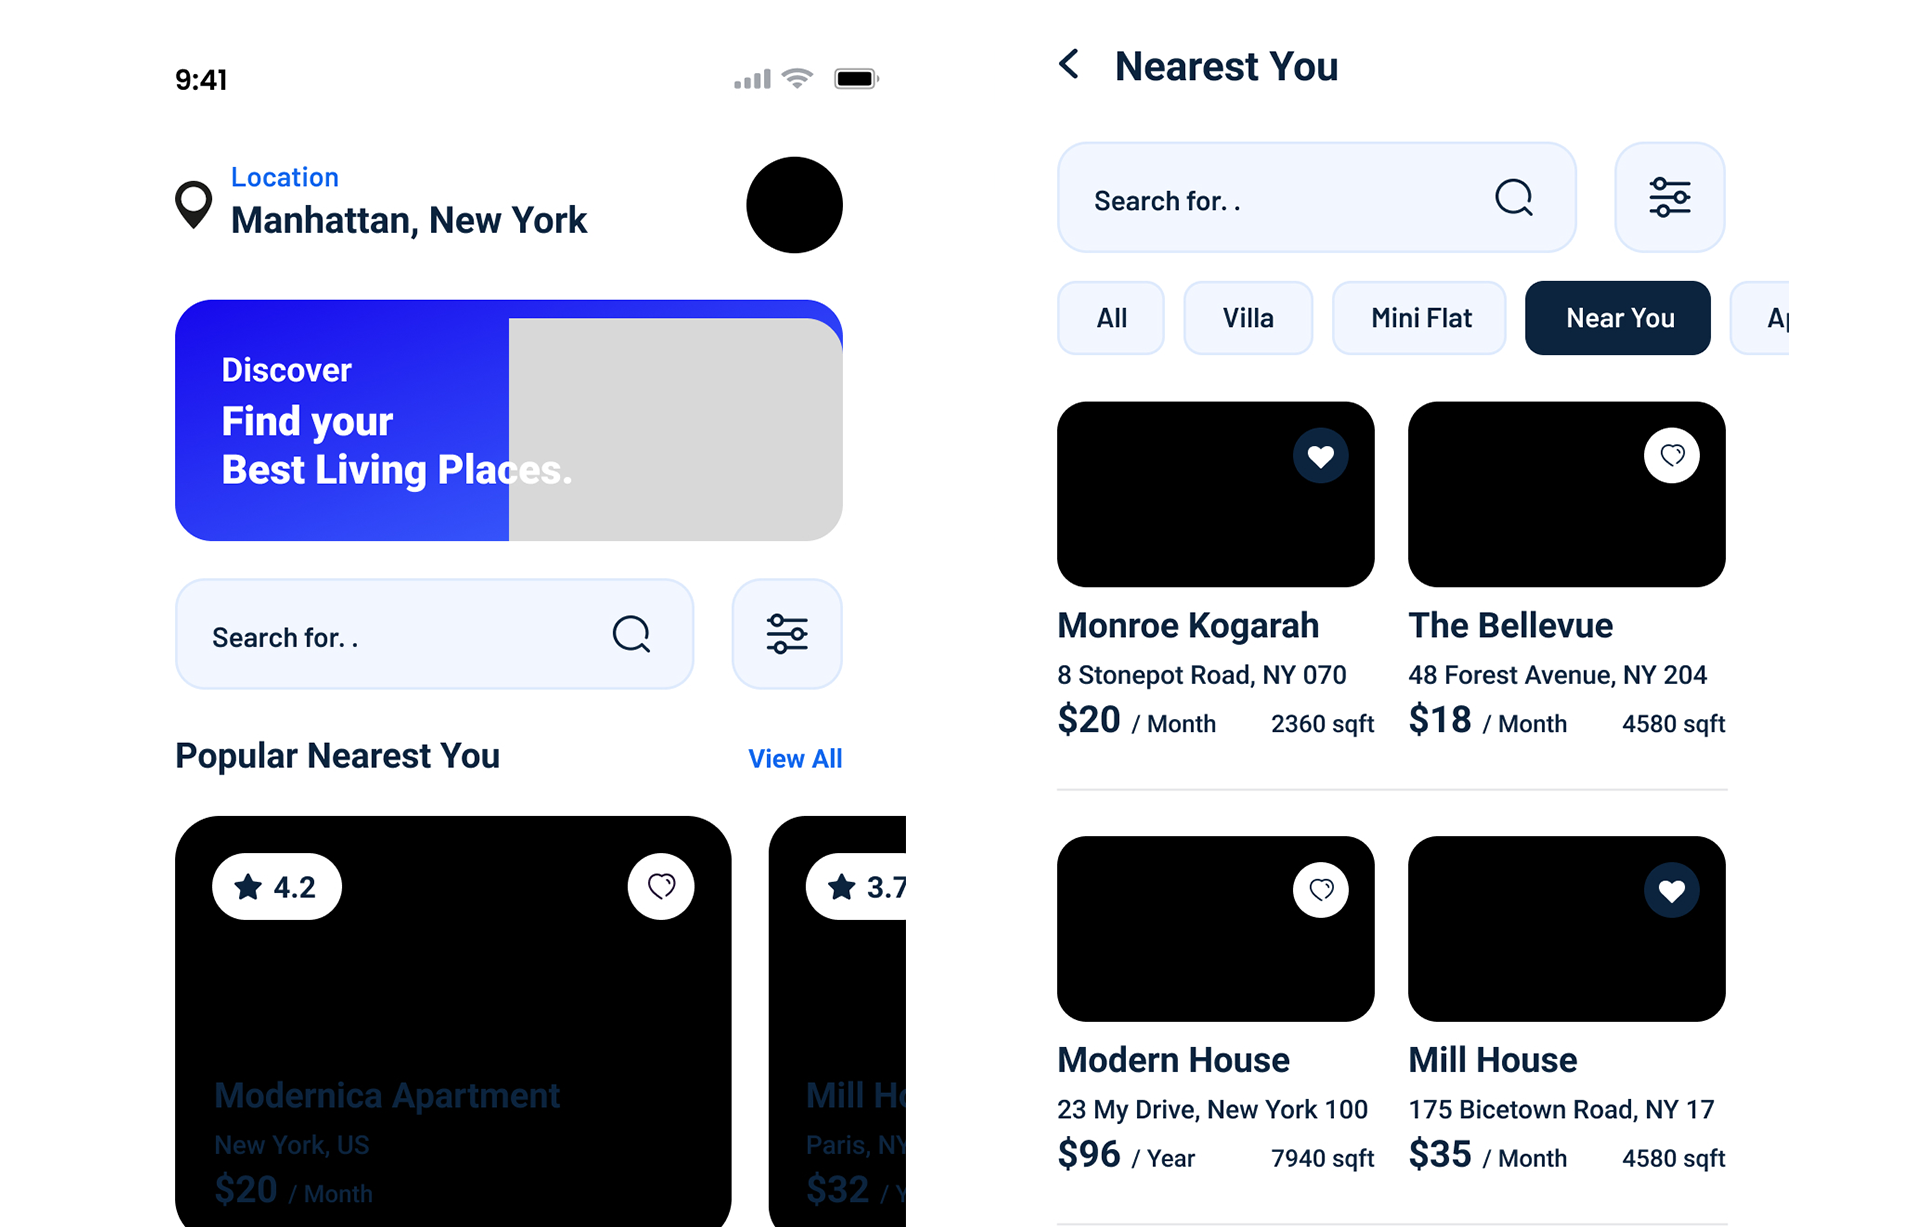 9:41
Location
Manhattan, New York
Discover
Find your
Best Living Places.
Search for. .
Popular Nearest You
View All
4.2
3.7
Modernica Apartment
New York, US
$20 / Month
Mill
Paris, NY
$32 /
Nearest You
Search for. .
All
Villa
Mini Flat
Near You
Monroe Kogarah
8 Stonepot Road, NY 070
$20 / Month
2360 sqft
The Bellevue
48 Forest Avenue, NY 204
$18 / Month
4580 sqft
Modern House
23 My Drive, New York 100
$96 / Year
7940 sqft
Mill House
175 Bicetown Road, NY 17
$35 / Month
4580 sqft